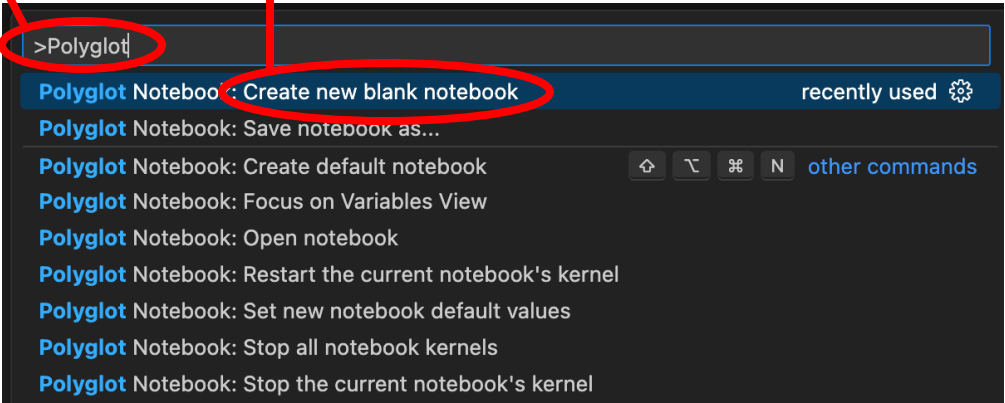 >Polyglot
Polyglot Notebook: Create new blank notebook recently used
Polyglot Notebook: Save notebook as...
Polyglot Notebook: Create default notebook ⇧ ⌥ ⌘ N other commands
Polyglot Notebook: Focus on Variables View
Polyglot Notebook: Open notebook
Polyglot Notebook: Restart the current notebook's kernel
Polyglot Notebook: Set new notebook default values
Polyglot Notebook: Stop all notebook kernels
Polyglot Notebook: Stop the current notebook's kernel